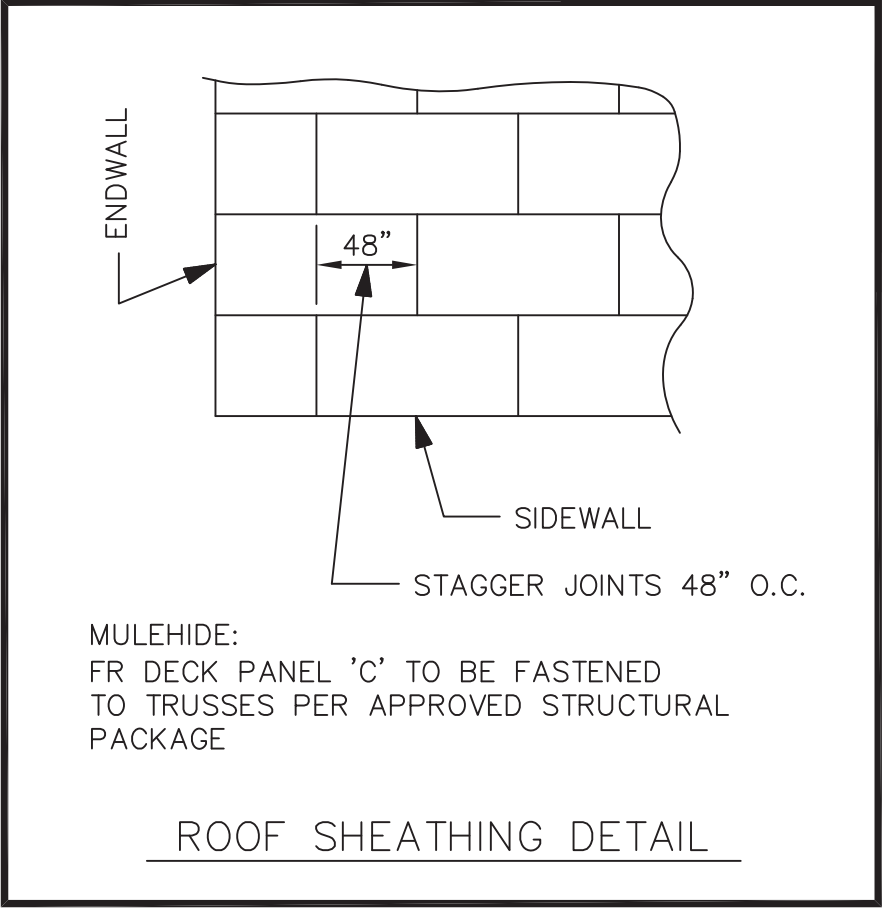 ENDWALL
48”
SIDEWALL
STAGGER JOINTS 48” O.C.
MULEHIDE:
FR DECK PANEL 'C' TO BE FASTENED
TO TRUSSES PER APPROVED STRUCTURAL
PACKAGE
ROOF SHEATHING DETAIL